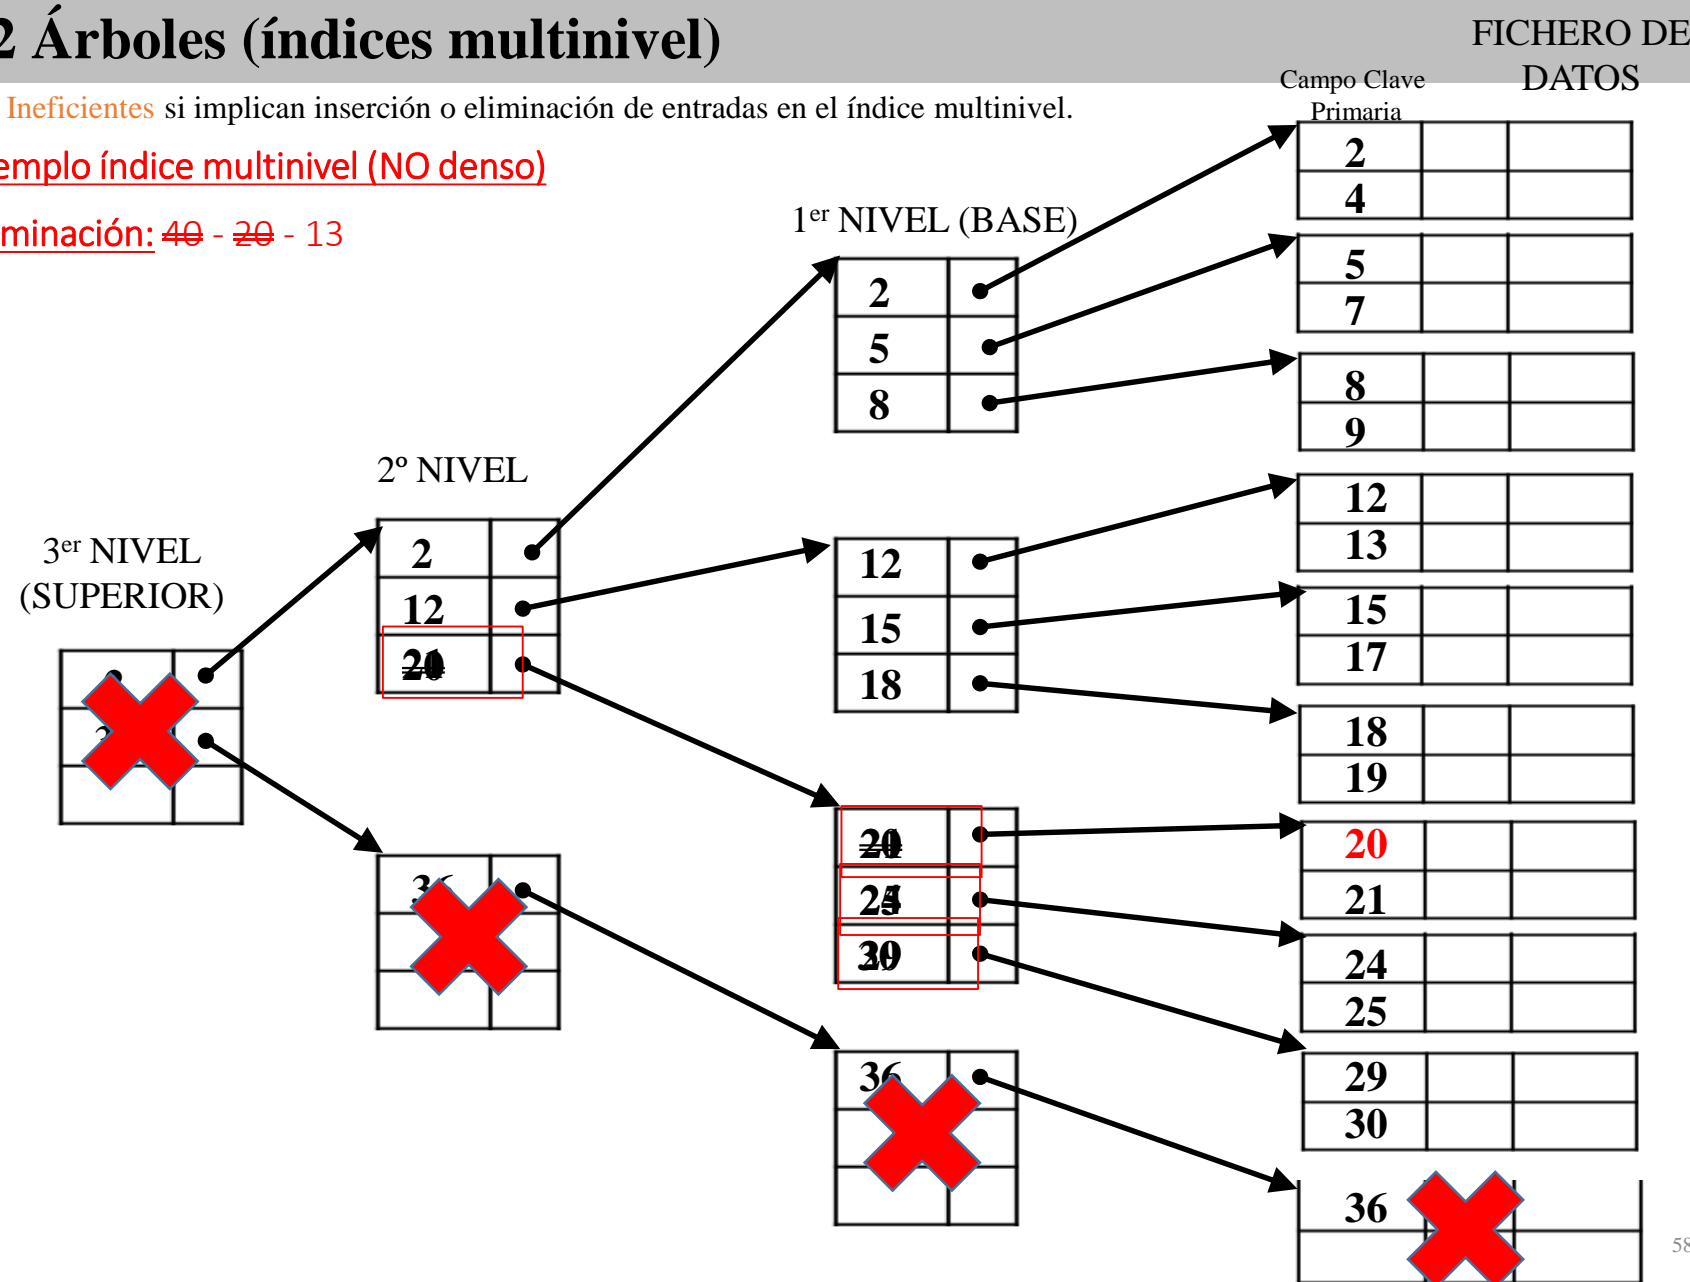 2 Árboles (índices multinivel)
FICHERO DE
DATOS
Campo Clave
Primaria
Ineficientes si implican inserción o eliminación de entradas en el índice multinivel.
emplo índice multinivel (NO denso)
minación: 40 - 20 - 13
1er NIVEL (BASE)
2º NIVEL
3er NIVEL
(SUPERIOR)
2
12
36
2
5
8
12
15
18
36
2
4
5
7
8
9
12
13
15
17
18
19
20
21
24
25
29
30
36
58